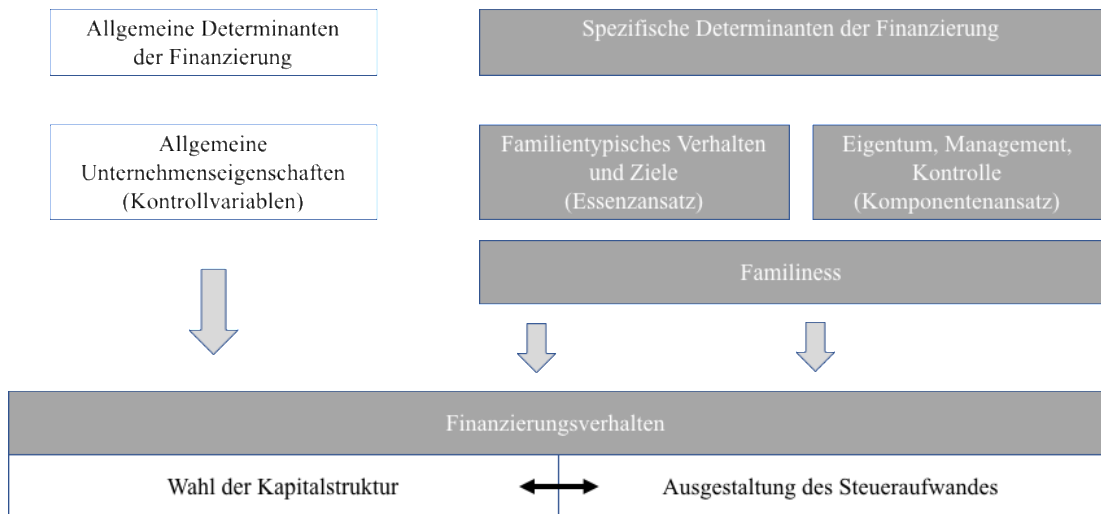 Allgemeine Determinanten
der Finanzierung
Spezifische Determinanten der Finanzierung
Allgemeine
Unternehmenseigenschaften
(Kontrollvariablen)
Familientypisches Verhalten
und Ziele
(Essenzansatz)
Eigentum, Management,
Kontrolle
(Komponentenansatz)
Familiness
Finanzierungsverhalten
Wahl der Kapitalstruktur
Ausgestaltung des Steueraufwandes